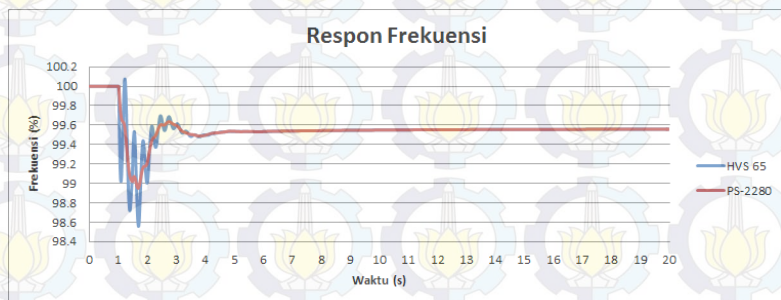 Respon Frekuensi
Frekuensi (%)
100.2
100
99.8
99.6
99.4
99.2
99
98.8
98.6
98.4
0 1 2 3 4 5 6 7 8 9 10 11 12 13 14 15 16 17 18 19 20
Waktu (s)
HVS 65
PS-2280